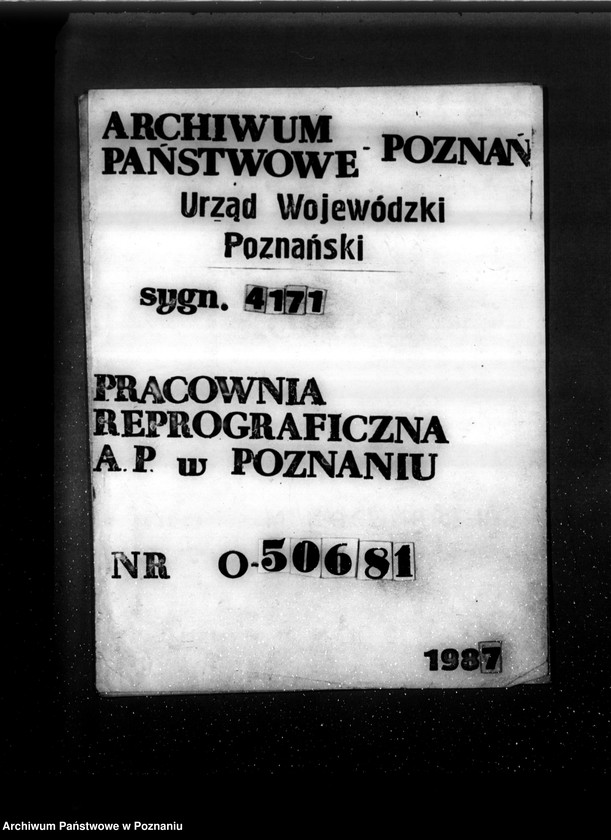 ARCHIWUM
PAŃSTWOWE - POZNAŃ
Urząd Wojewódzki
Poznański
sygn. 4171
PRACOWNIA
REPROGRAFICZNA
A.P. w POZNANIU
NR O-50681
1987
Archiwum Państwowe w Poznaniu